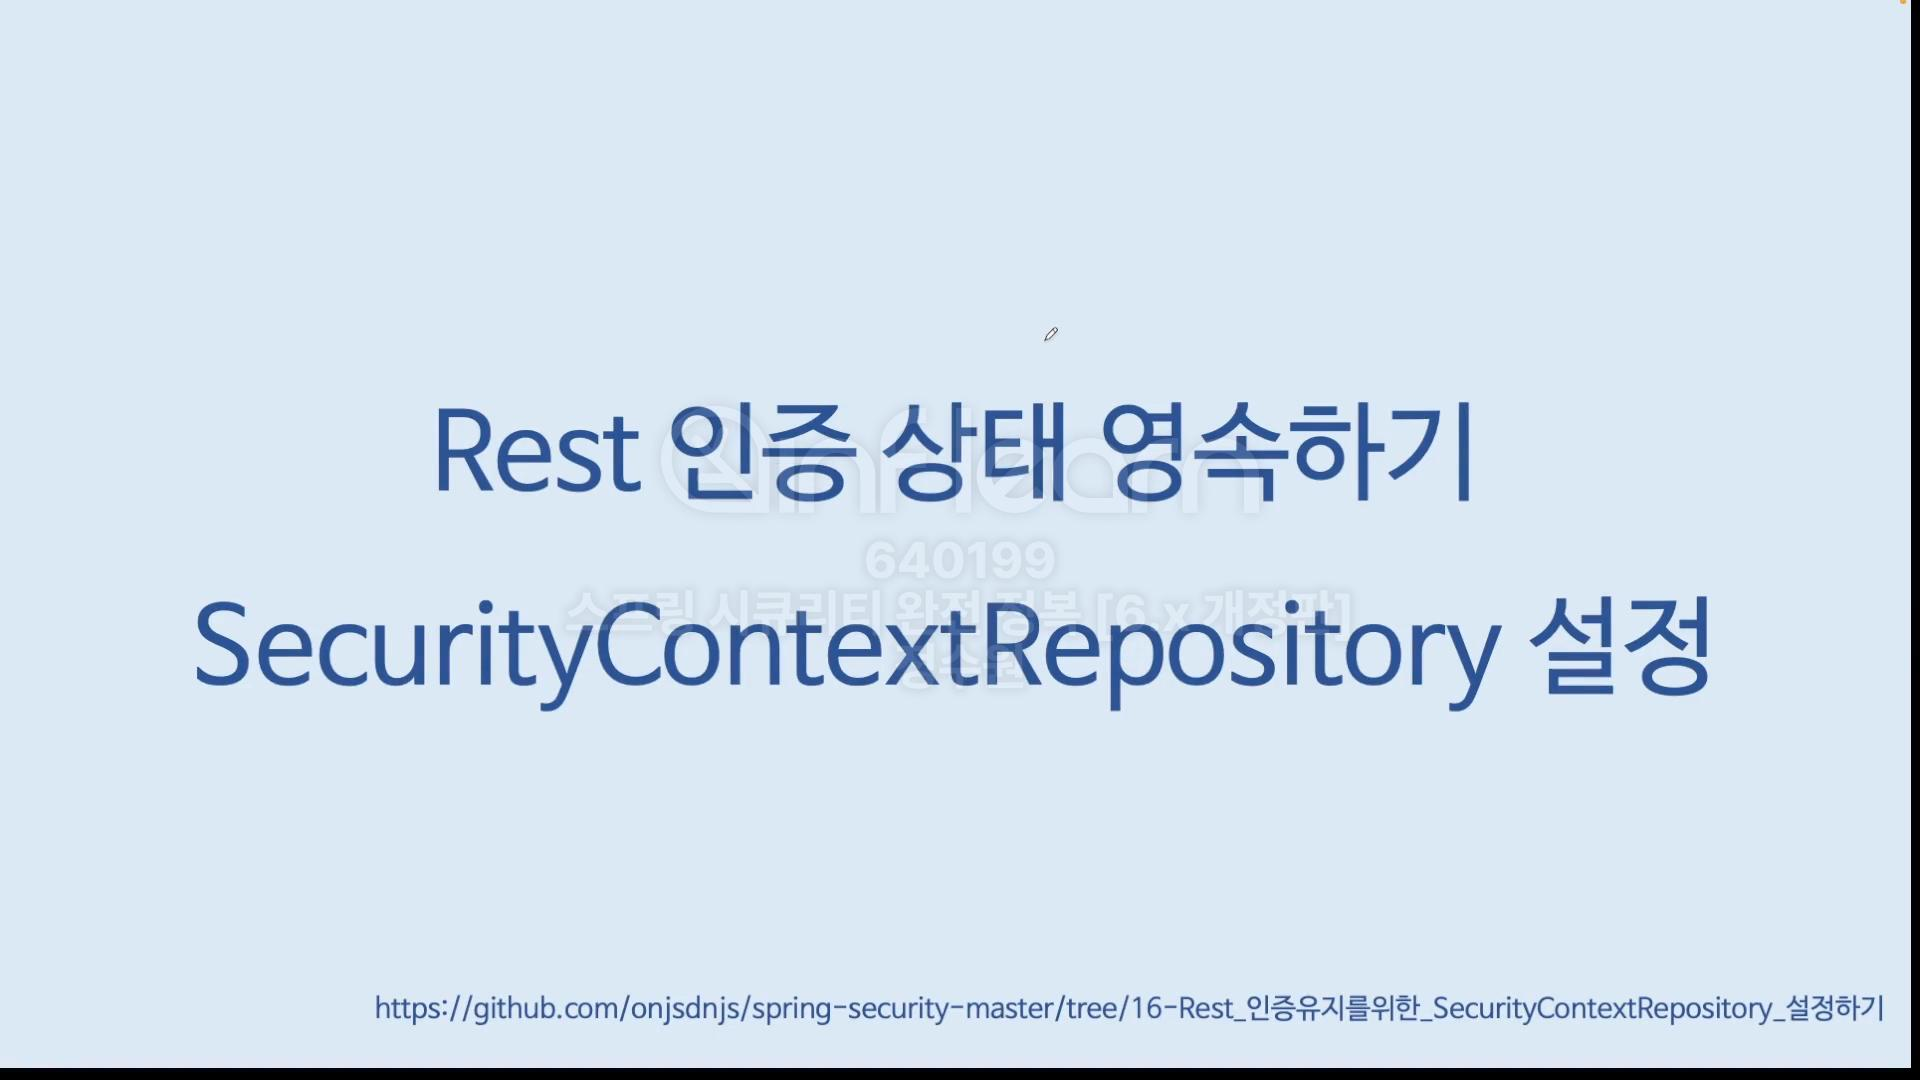 Rest 인증 상태 영속하기
inflearn
640199
스프링 시큐리티 완전 정복 [6.x 개정판]
SecurityContextRepository 설정
https://github.com/onjsdnjs/spring-security-master/tree/16-Rest_인증유지를위한_SecurityContextRepository_설정하기